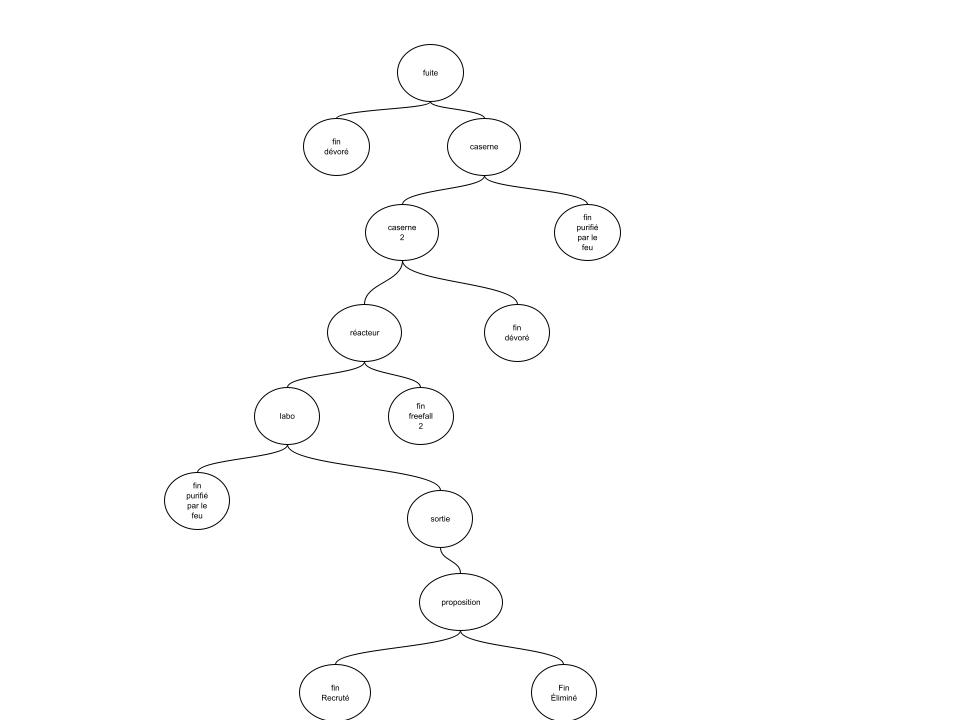 fuite
fin
dévoré
caserne
caserne
2
fin
purifié
par le
feu
réacteur
fin
dévoré
labo
fin
freefall
2
fin
purifié
par le
feu
sortie
proposition
fin
Recruté
Fin
Éliminé